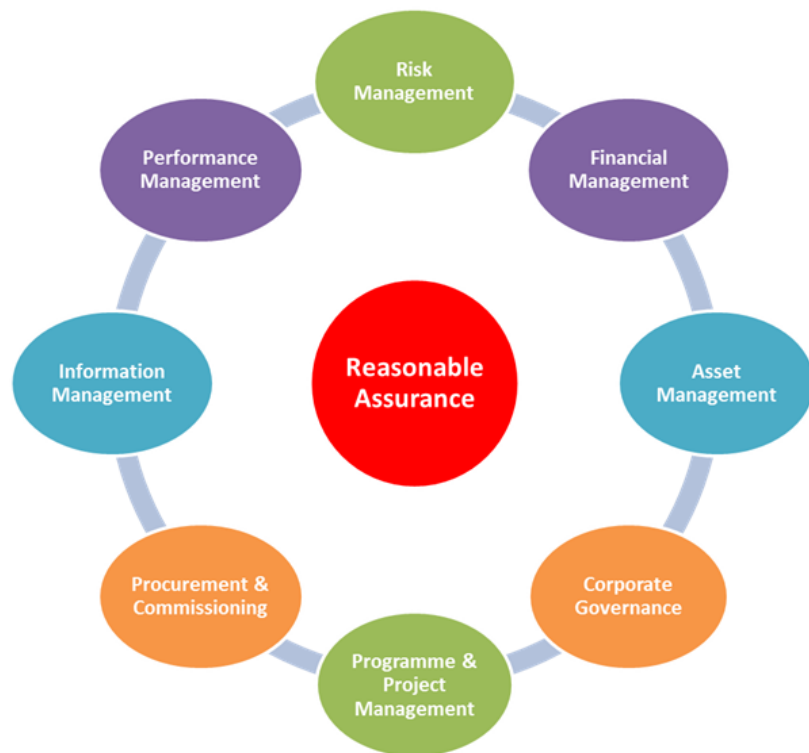 Risk
Management
Performance
Management
Financial
Management
Information
Management
Reasonable
Assurance
Asset
Management
Procurement &
Commissioning
Corporate
Governance
Programme &
Project
Management